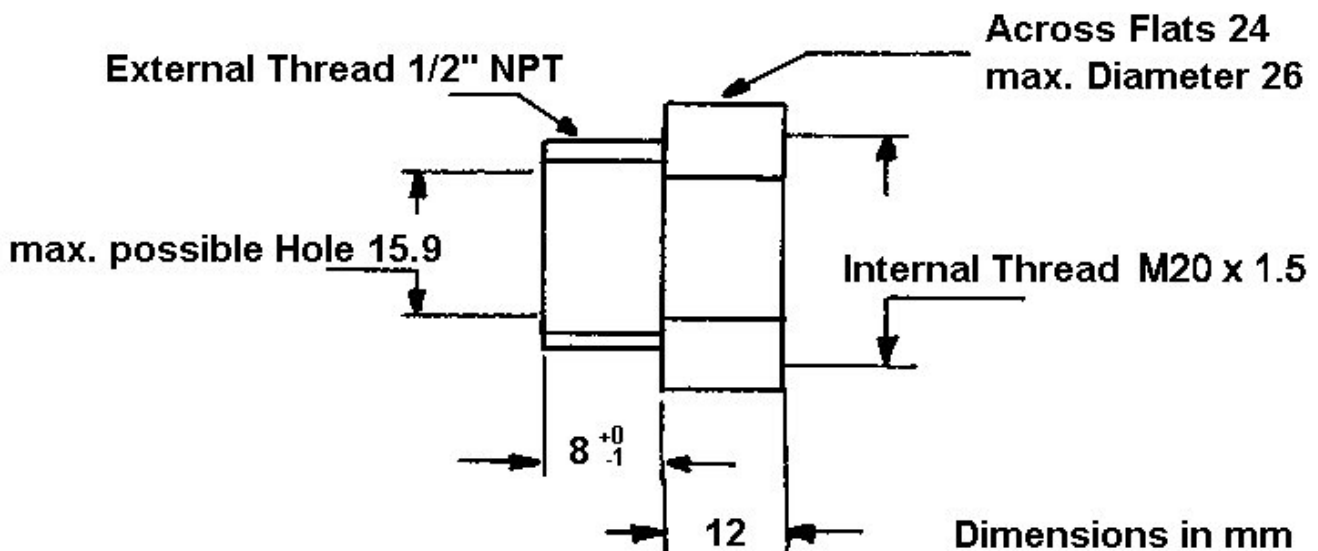 Across Flats 24
max. Diameter 26
External Thread 1/2" NPT
max. possible Hole 15.9
Internal Thread M20 x 1.5
8 +0 -1
12
Dimensions in mm